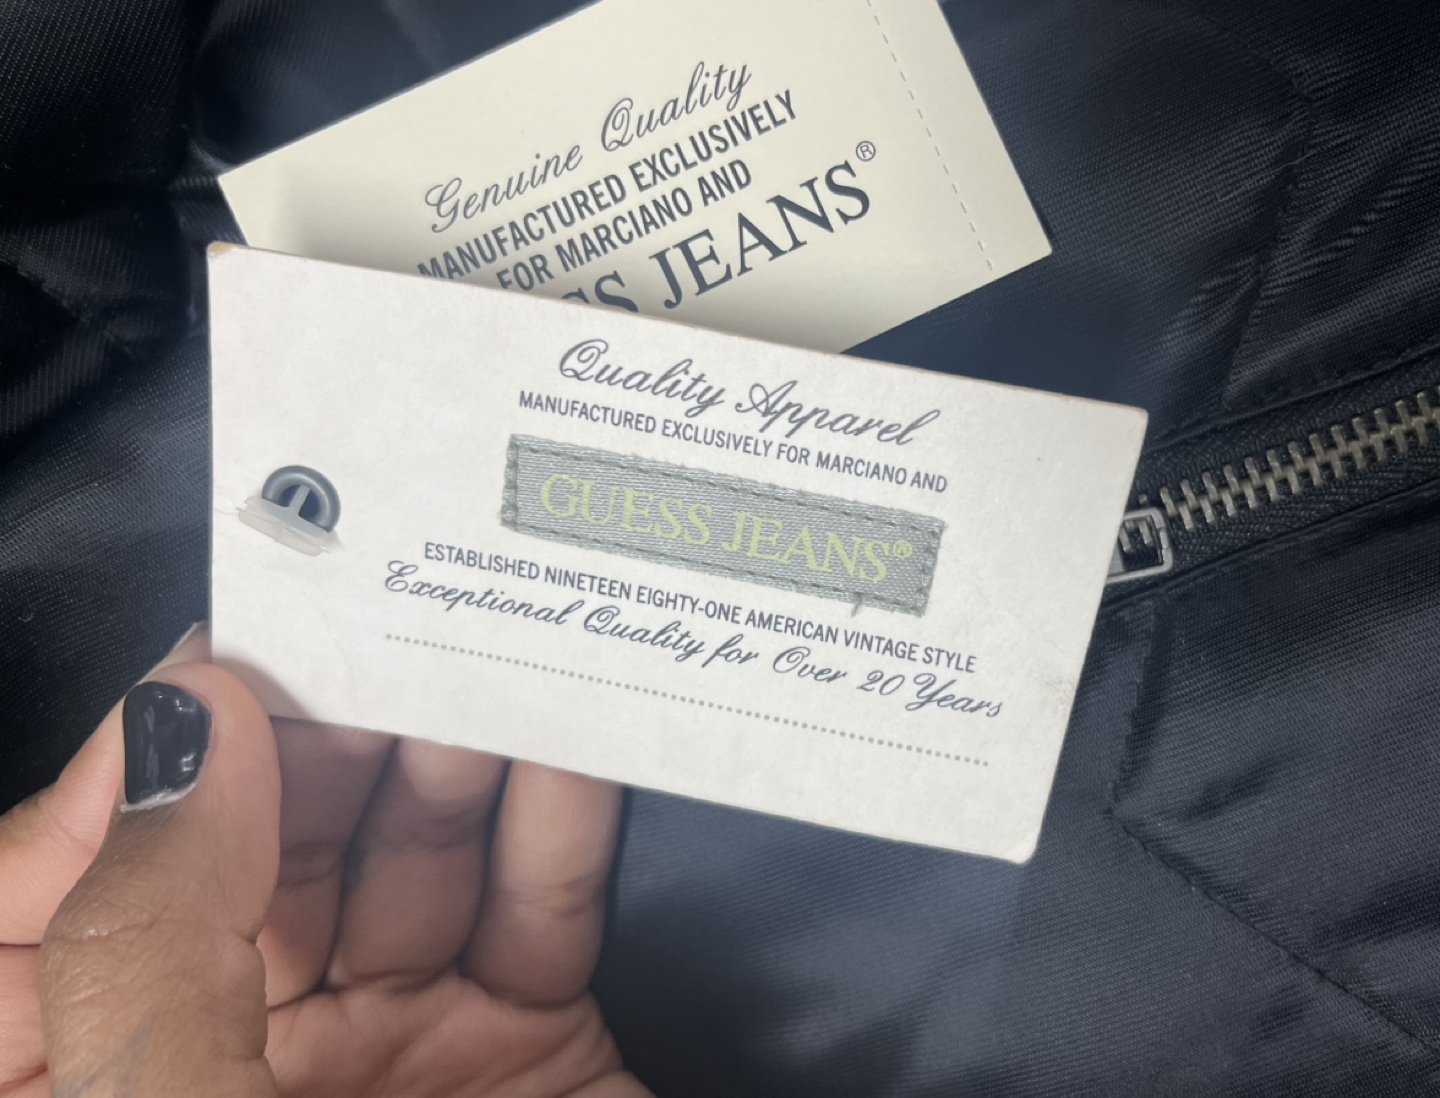 Genuine Quality
MANUFACTURED EXCLUSIVELY
FOR MARCIANO AND
JEANS®
Quality Apparel
MANUFACTURED EXCLUSIVELY FOR MARCIANO AND
GUESS JEANS®
ESTABLISHED NINETEEN EIGHTY-ONE AMERICAN VINTAGE STYLE
Exceptional Quality for Over 20 Years